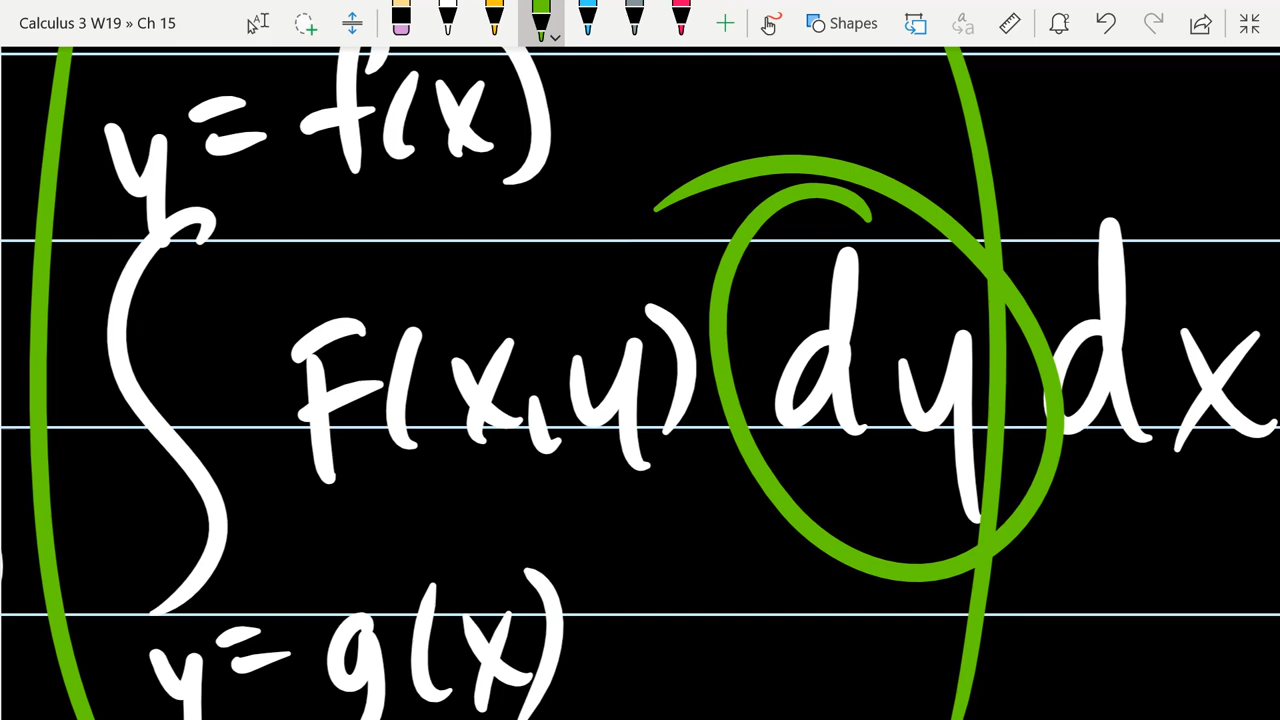 Calculus 3 W19 » Ch 15
Shapes
y = f(x)
∫ F(x,y) dy dx
y = g(x)